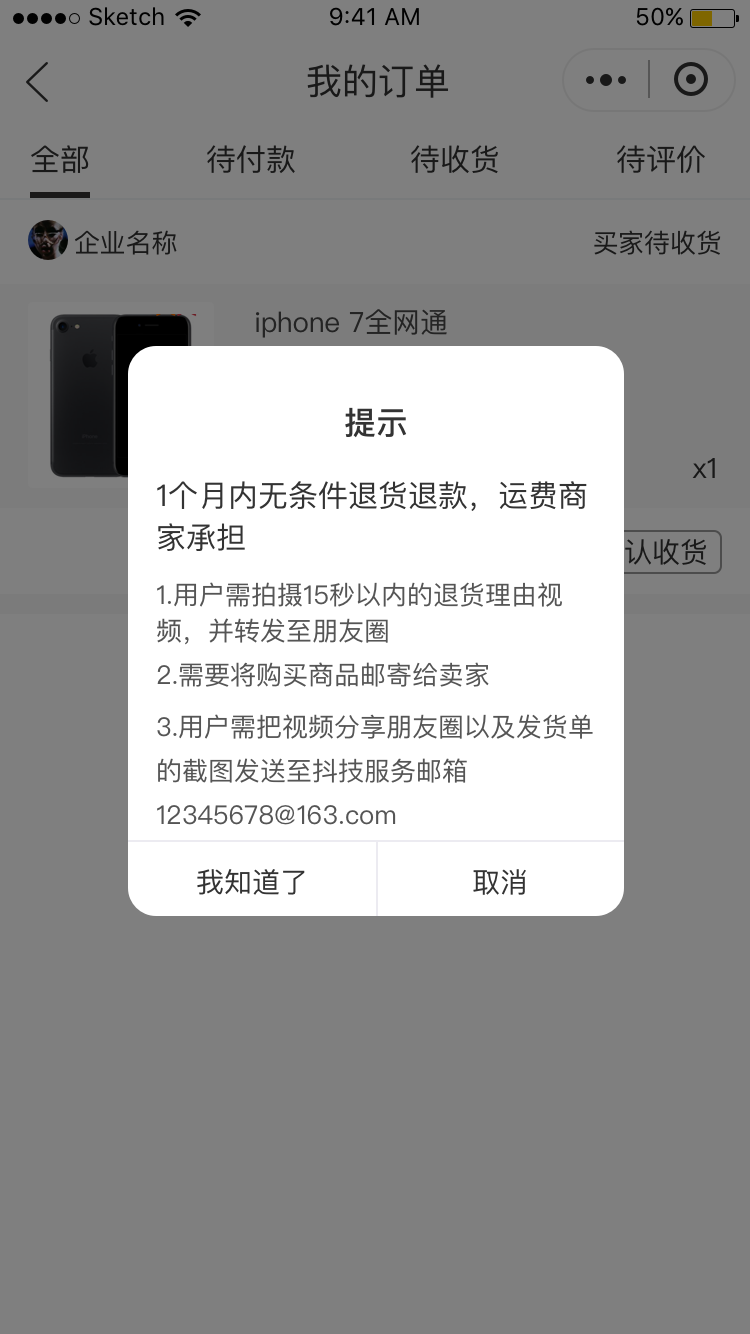 Sketch 9:41 AM 50%
我的订单
全部 待付款 待收货 待评价
企业名称 买家待收货
iphone 7全网通
x1
认收货
提示
1个月内无条件退货退款，运费商
家承担
1.用户需拍摄15秒以内的退货理由视
频，并转发至朋友圈
2.需要将购买商品邮寄给卖家
3.用户需把视频分享朋友圈以及发货单
的截图发送至抖技服务邮箱
12345678@163.com
我知道了 取消